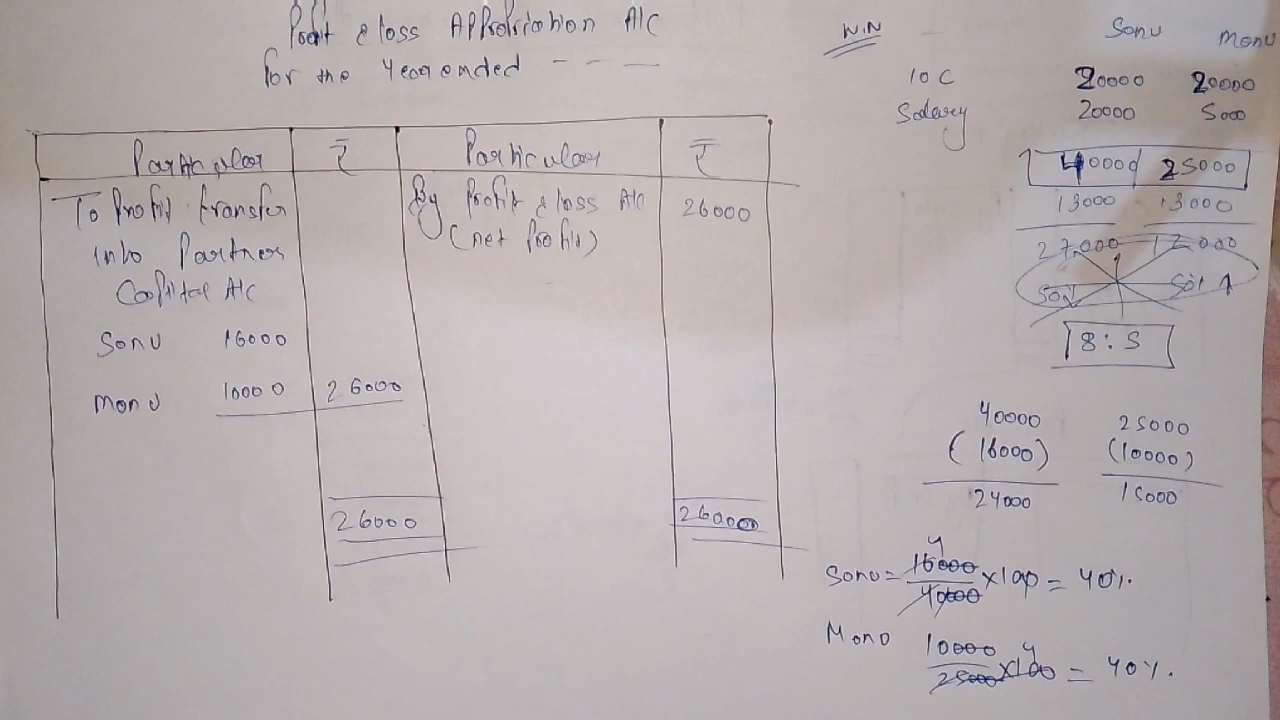 Profit & loss Appropriation A/C
for the Year ended - - -
Particular ₹ Particular ₹
To Profit transfer
into Partners
Capital A/C
Sonu 16000
Monu 10000 26000
26000
By Profit & loss A/C 26000
(net Profit)
26000
W.N
Sonu Monu
IOC 20000 20000
Salary 20000 5000
40000 25000
13000 13000
27000 12000
8:5
40000 25000
(16000) (10000)
24000 15000
Sonu = 16000/40000 × 100 = 40%.
4
Monu 10000/25000 × 100 = 40%.
4